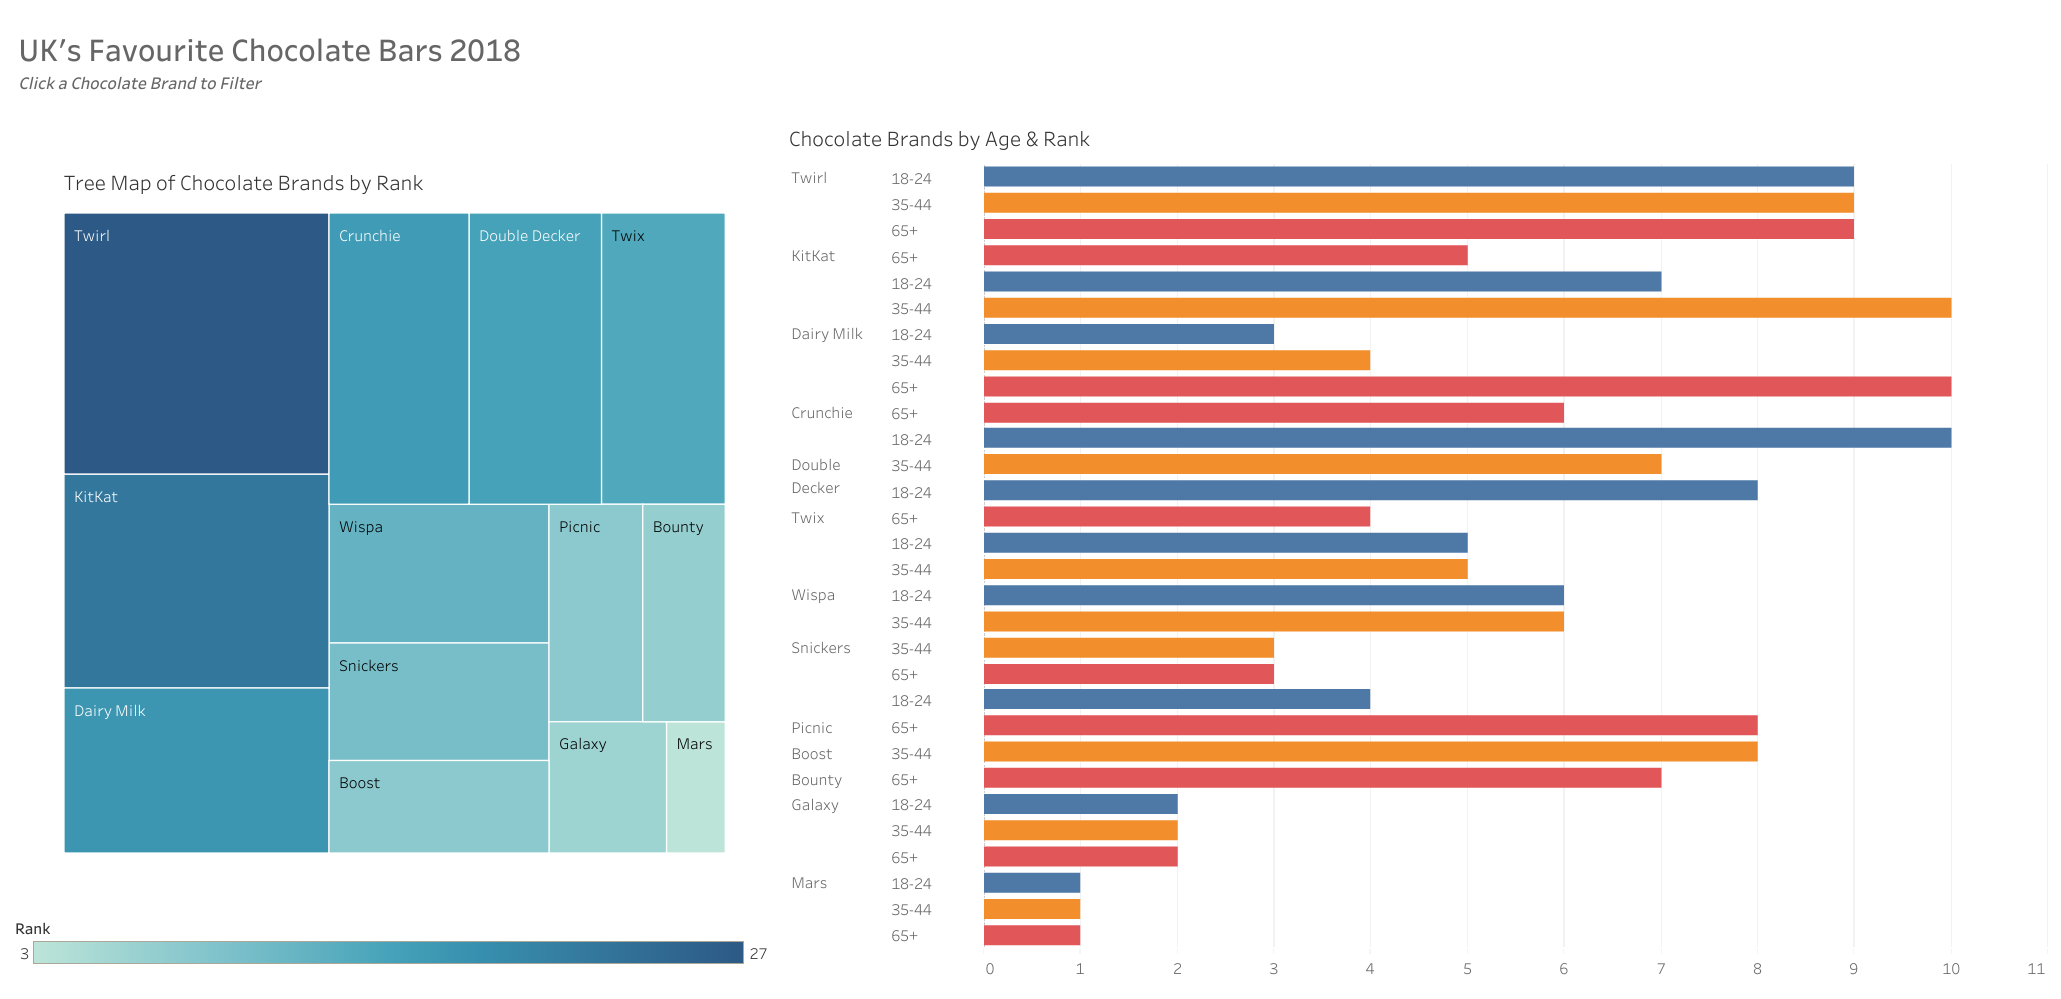 UK's Favourite Chocolate Bars 2018
Click a Chocolate Brand to Filter
Tree Map of Chocolate Brands by Rank
Twirl
Crunchie
Double Decker
Twix
KitKat
Wispa
Picnic
Bounty
Snickers
Dairy Milk
Galaxy
Mars
Boost
Rank
3
27
Chocolate Brands by Age & Rank
Twirl 18-24
35-44
65+
KitKat 65+
18-24
35-44
Dairy Milk 18-24
35-44
65+
Crunchie 65+
18-24
Double 35-44
Decker 18-24
Twix 65+
18-24
35-44
Wispa 18-24
35-44
Snickers 35-44
65+
18-24
Picnic 65+
Boost 35-44
Bounty 65+
Galaxy 18-24
35-44
65+
Mars 18-24
35-44
65+
0 1 2 3 4 5 6 7 8 9 10 11